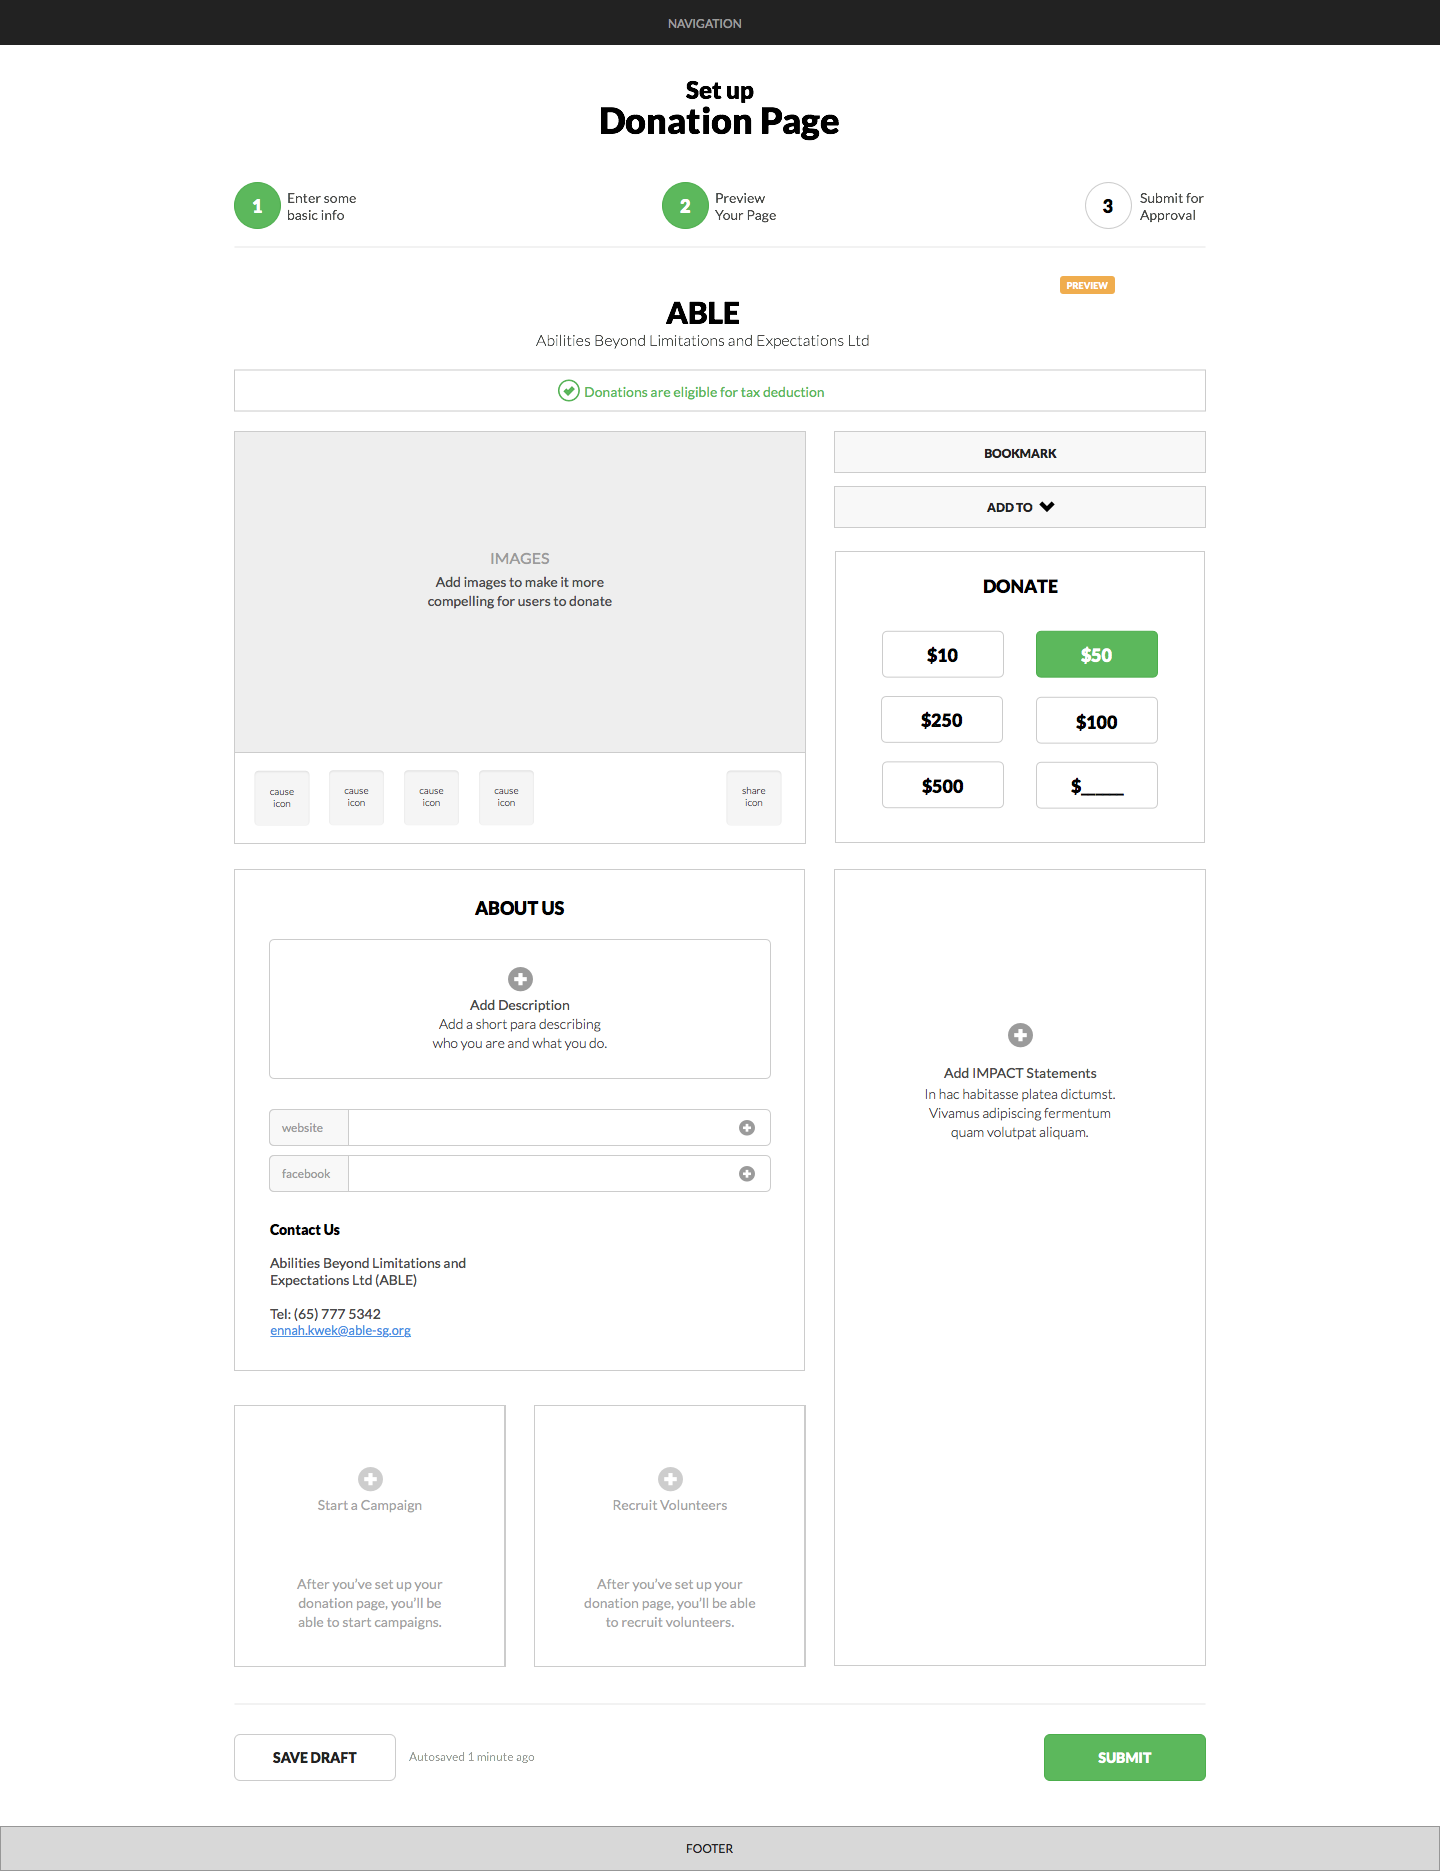 NAVIGATION
Set up
Donation Page
1
Enter some
basic info
2
Preview
Your Page
3
Submit for
Approval
PREVIEW
ABLE
Abilities Beyond Limitations and Expectations Ltd
Donations are eligible for tax deduction
IMAGES
Add images to make it more
compelling for users to donate
cause
icon
cause
icon
cause
icon
cause
icon
share
icon
BOOKMARK
ADD TO
DONATE
$10
$50
$250
$100
$500
$_____
ABOUT US
Add Description
Add a short para describing
who you are and what you do.
website
facebook
Contact Us
Abilities Beyond Limitations and
Expectations Ltd (ABLE)
Tel: (65) 777 5342
ennah.kwek@able-sg.org
Add IMPACT Statements
In hac habitasse platea dictumst.
Vivamus adipiscing fermentum
quam volutpat aliquam.
Start a Campaign
After you've set up your
donation page, you'll be
able to start campaigns.
Recruit Volunteers
After you've set up your
donation page, you'll be able
to recruit volunteers.
SAVE DRAFT
Autosaved 1 minute ago
SUBMIT
FOOTER